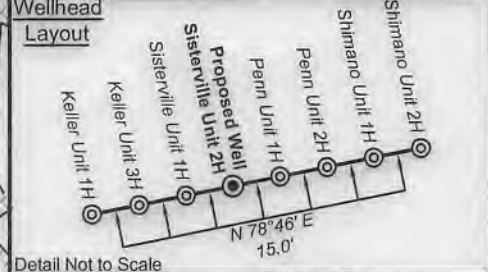 Wellhead
Layout
Keller Unit 1H
Keller Unit 3H
Sisterville Unit 1H
Proposed Well
Sisterville Unit 2H
Penn Unit 1H
Penn Unit 2H
Shimano Unit 1H
Shimano Unit 2H
N 78°46' E
15.0'
Detail Not to Scale